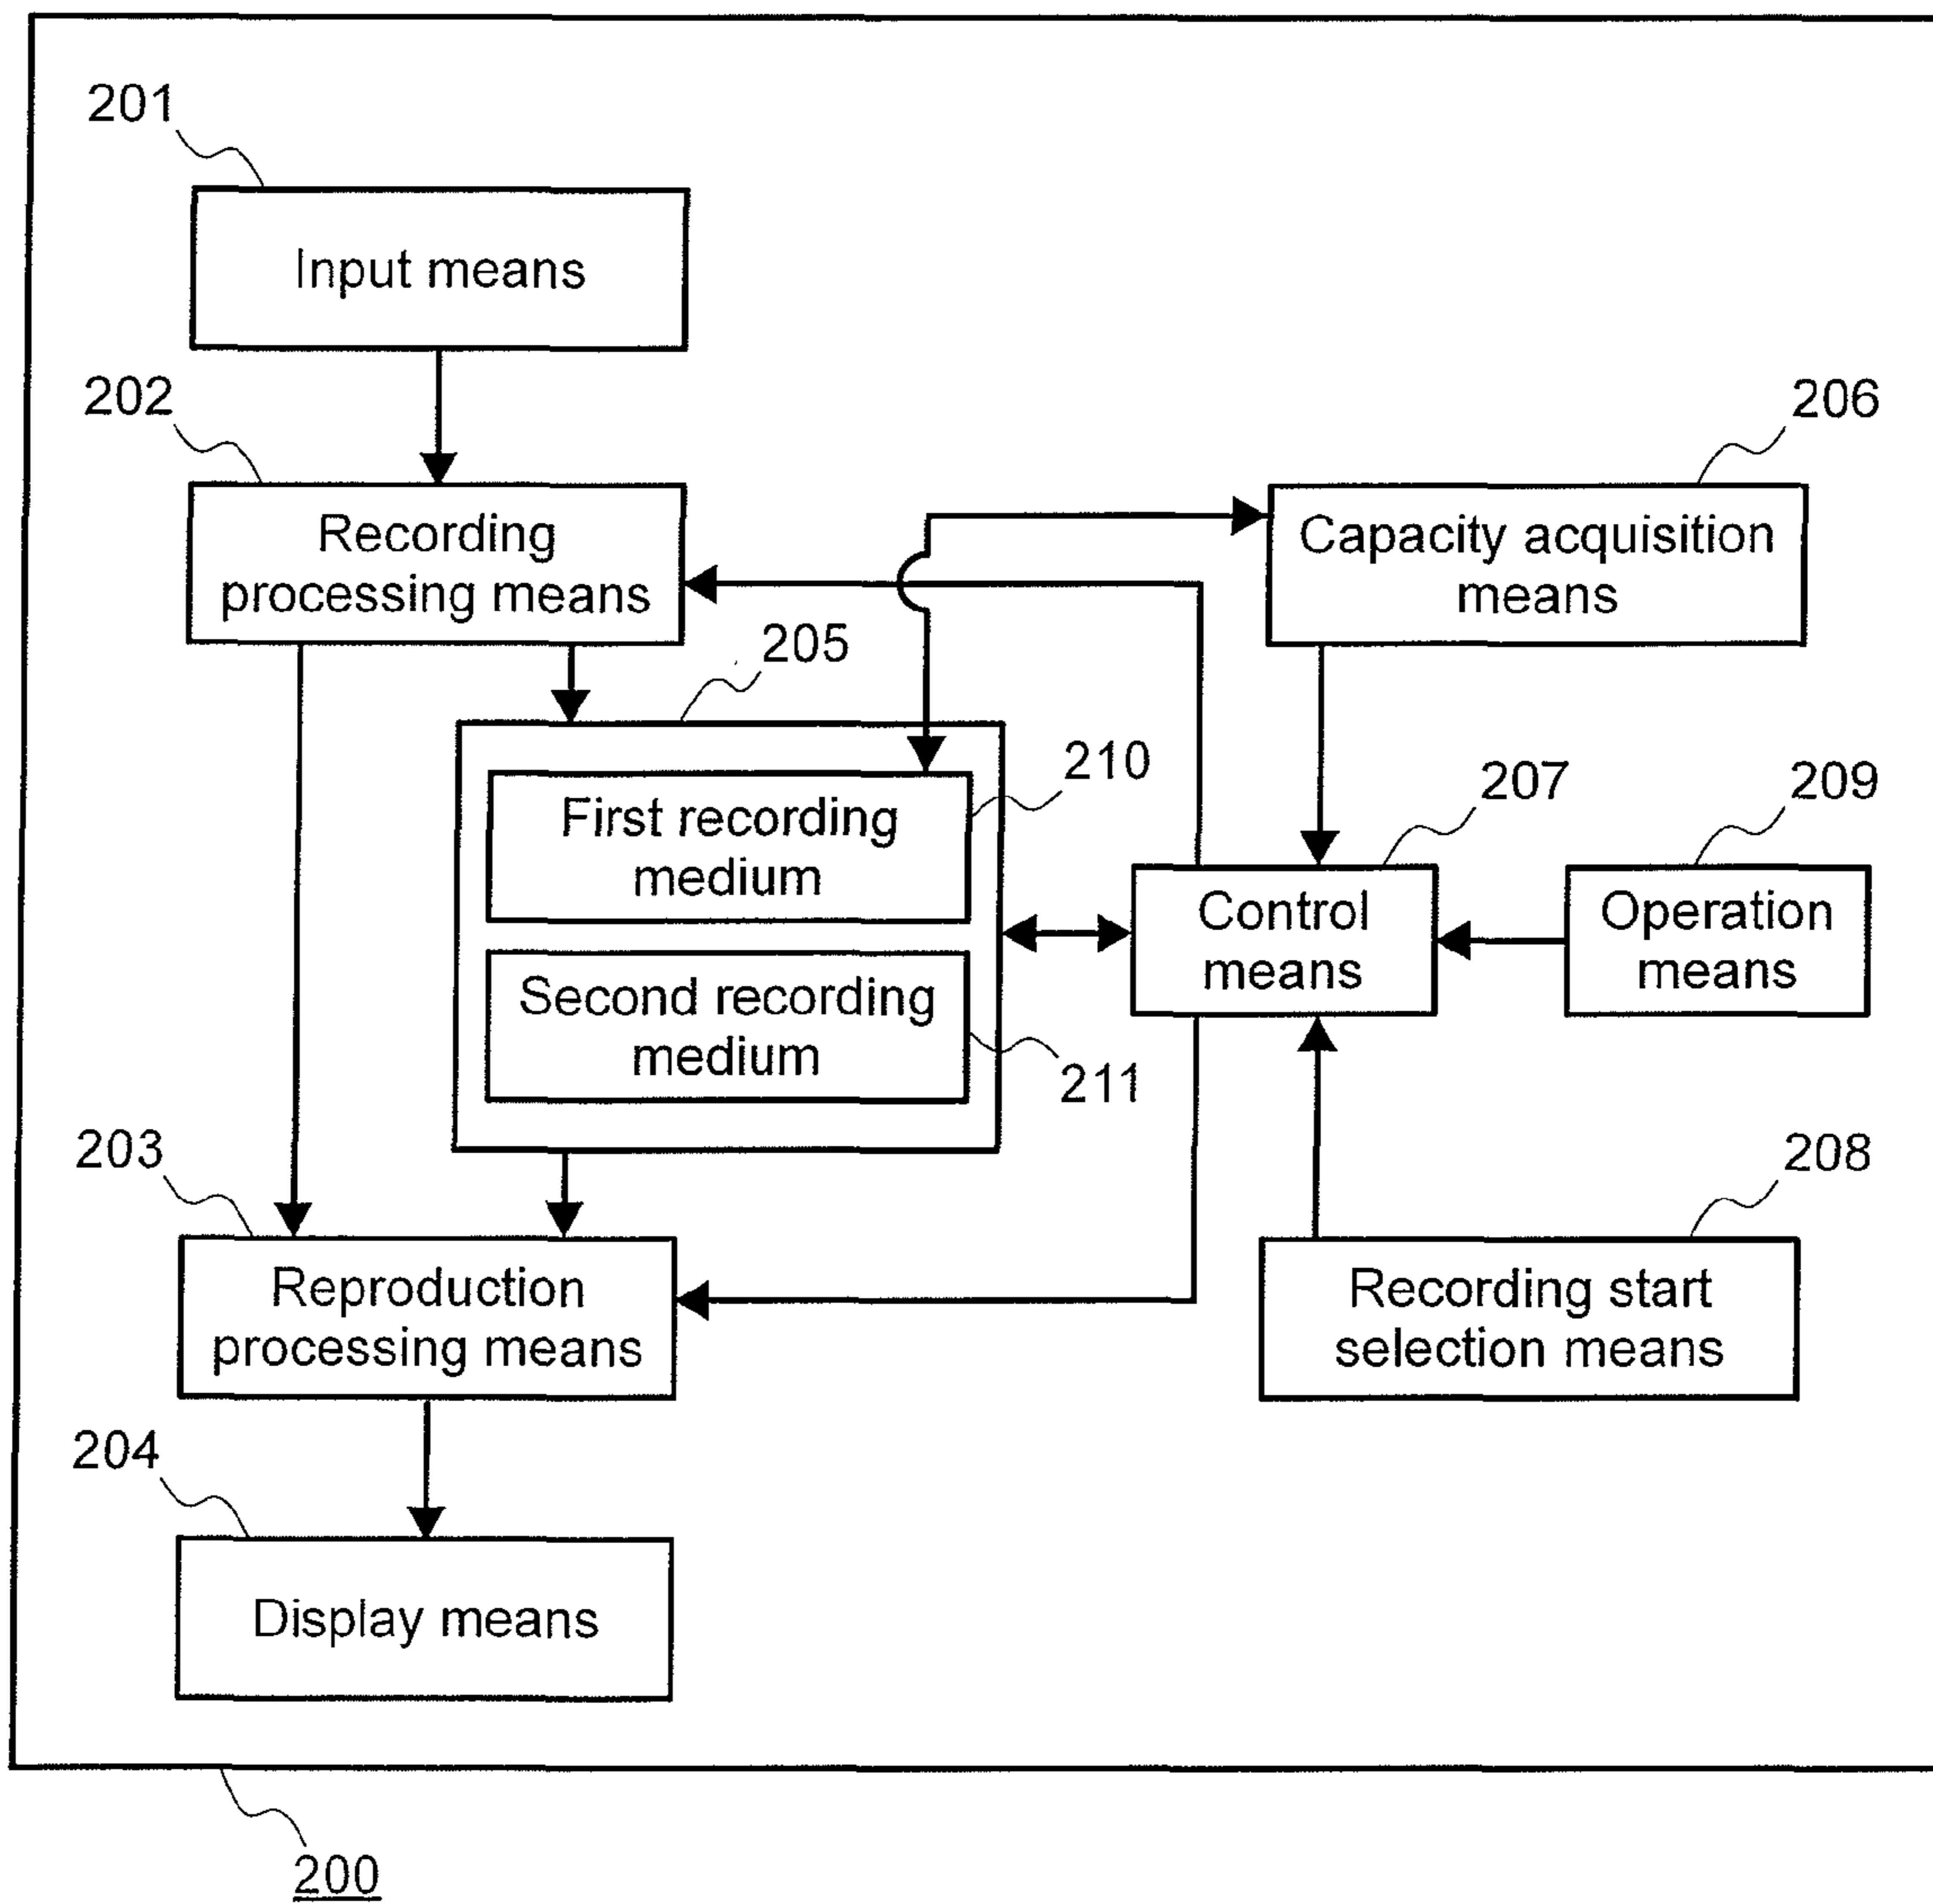 201
Input means
202
Recording
processing means
206
Capacity acquisition
means
205
210
First recording
medium
207
Control
means
209
Operation
means
Second recording
medium
211
203
Reproduction
processing means
208
Recording start
selection means
204
Display means
200